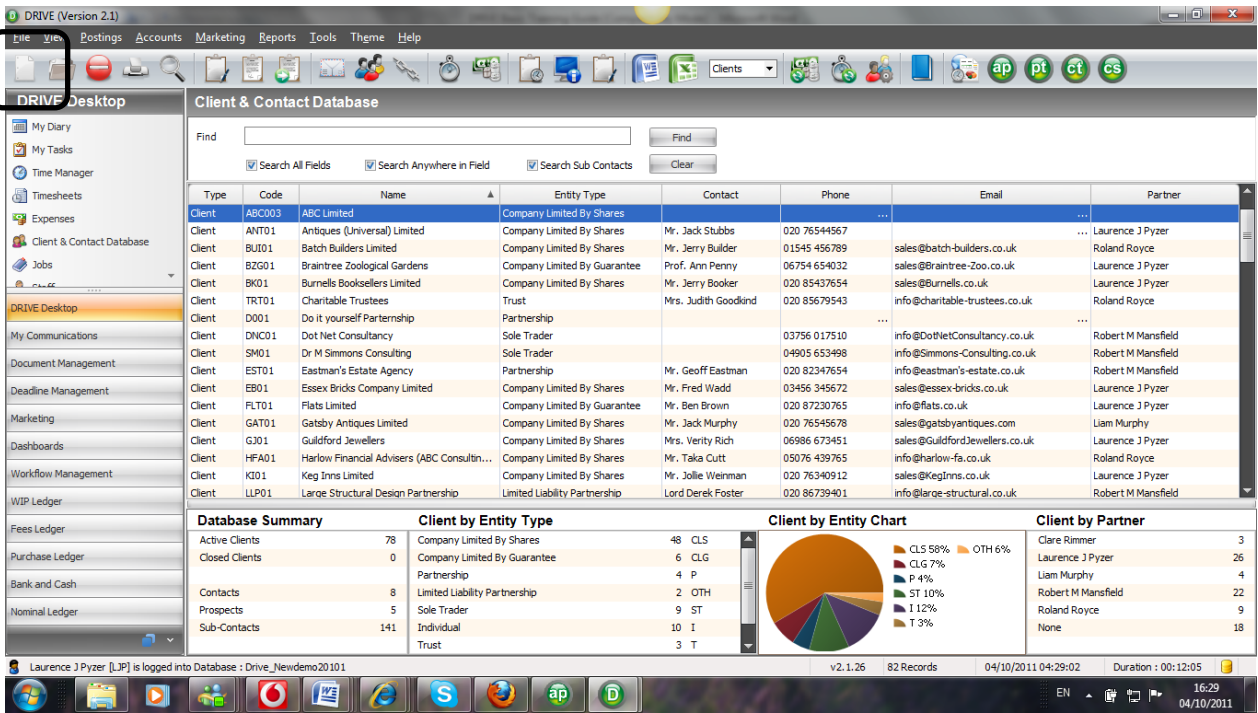 DRIVE (Version 2.1)
File View Postings Accounts Marketing Reports Tools Theme Help
Clients ap pt ct cs
DRIVE Desktop
My Diary
My Tasks
Time Manager
Timesheets
Expenses
Client & Contact Database
Jobs
Staff
DRIVE Desktop
My Communications
Document Management
Deadline Management
Marketing
Dashboards
Workflow Management
WIP Ledger
Fees Ledger
Purchase Ledger
Bank and Cash
Nominal Ledger
Client & Contact Database
Find Find
Search All Fields Search Anywhere in Field Search Sub Contacts Clear
Type Code Name Entity Type Contact Phone Email Partner
Client ABC003 ABC Limited Company Limited By Shares ... ...
Client ANT01 Antiques (Universal) Limited Company Limited By Shares Mr. Jack Stubbs 020 76544567 ... Laurence J Pyzer
Client BUI01 Batch Builders Limited Company Limited By Shares Mr. Jerry Builder 01545 456789 sales@batch-builders.co.uk Roland Royce
Client BZG01 Braintree Zoological Gardens Company Limited By Guarantee Prof. Ann Penny 06754 654032 sales@Braintree-Zoo.co.uk Laurence J Pyzer
Client BK01 Burnells Booksellers Limited Company Limited By Shares Mr. Jerry Booker 020 85437654 sales@Burnells.co.uk Laurence J Pyzer
Client TRT01 Charitable Trustees Trust Mrs. Judith Goodkind 020 85679543 info@charitable-trustees.co.uk Roland Royce
Client D001 Do it yourself Parternship Partnership ... ...
Client DNC01 Dot Net Consultancy Sole Trader 03756 017510 info@DotNetConsultancy.co.uk Robert M Mansfield
Client SM01 Dr M Simmons Consulting Sole Trader 04905 653498 info@Simmons-Consulting.co.uk Robert M Mansfield
Client EST01 Eastman's Estate Agency Partnership Mr. Geoff Eastman 020 82347654 info@eastman's-estate.co.uk Robert M Mansfield
Client EB01 Essex Bricks Company Limited Company Limited By Shares Mr. Fred Wadd 03456 345672 sales@essex-bricks.co.uk Laurence J Pyzer
Client FLT01 Flats Limited Company Limited By Guarantee Mr. Ben Brown 020 87230765 info@flats.co.uk Laurence J Pyzer
Client GAT01 Gatsby Antiques Limited Company Limited By Shares Mr. Jack Murphy 020 76545678 sales@gatsbyantiques.com Liam Murphy
Client GJ01 Guildford Jewellers Company Limited By Shares Mrs. Verity Rich 06986 673451 sales@GuildfordJewellers.co.uk Laurence J Pyzer
Client HFA01 Harlow Financial Advisers (ABC Consultin... Company Limited By Shares Mr. Taka Cutt 05076 439765 info@harlow-fa.co.uk Roland Royce
Client KI01 Keg Inns Limited Company Limited By Shares Mr. Jollie Weinman 020 76340912 sales@KegInns.co.uk Laurence J Pyzer
Client LLP01 Large Structural Design Partnership Limited Liability Partnership Lord Derek Foster 020 86739401 info@large-structural.co.uk Robert M Mansfield
Database Summary
Active Clients 78
Closed Clients 0
Contacts 8
Prospects 5
Sub-Contacts 141
Client by Entity Type
Company Limited By Shares 48 CLS
Company Limited By Guarantee 6 CLG
Partnership 4 P
Limited Liability Partnership 2 OTH
Sole Trader 9 ST
Individual 10 I
Trust 3 T
Client by Entity Chart
CLS 58% OTH 6%
CLG 7%
P 4%
ST 10%
I 12%
T 3%
Client by Partner
Clare Rimmer 3
Laurence J Pyzer 26
Liam Murphy 4
Robert M Mansfield 22
Roland Royce 9
None 18
Laurence J Pyzer [LJP] is logged into Database : Drive_Newdemo20101 v2.1.26 82 Records 04/10/2011 04:29:02 Duration : 00:12:05
ap D EN 16:29
04/10/2011